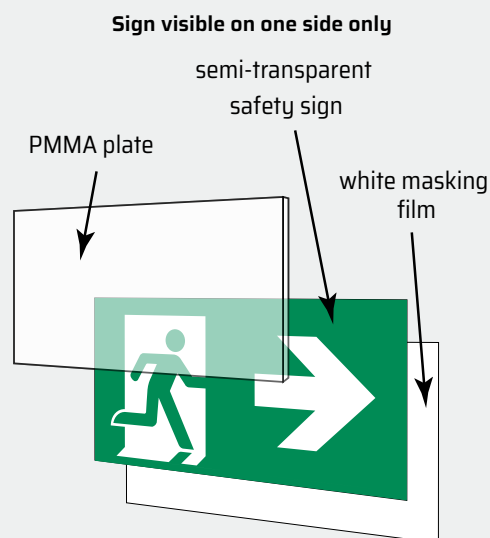 Sign visible on one side only
semi-transparent
safety sign
PMMA plate
white masking
film